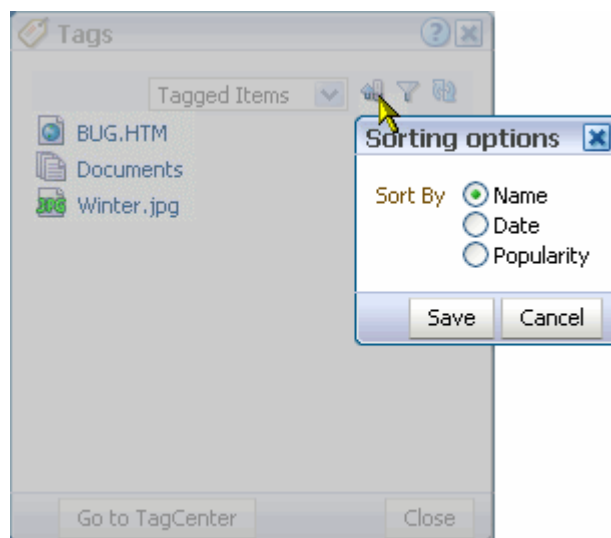 Tags
Tagged Items
BUG.HTM
Documents
JPG Winter.jpg
Sorting options
Sort By Name
Date
Popularity
Save Cancel
Go to TagCenter Close